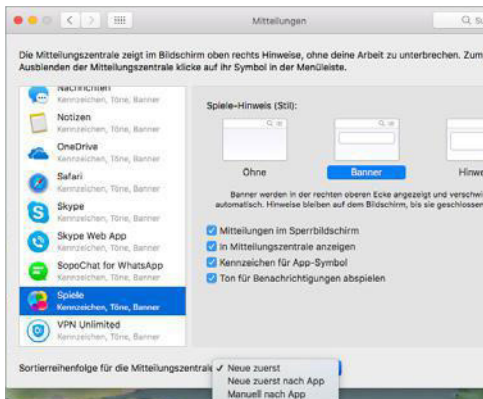 Mitteilungen
Die Mitteilungszentrale zeigt im Bildschirm oben rechts Hinweise, ohne deine Arbeit zu unterbrechen. Zum
Ausblenden der Mitteilungszentrale klicke auf ihr Symbol in der Menüleiste.
Nachrichten
Kennzeichen, Töne, Banner
Notizen
Kennzeichen, Töne, Banner
OneDrive
Kennzeichen, Töne, Banner
Safari
Kennzeichen, Töne, Banner
Skype
Kennzeichen, Töne, Banner
Skype Web App
Kennzeichen, Töne, Banner
SopoChat for WhatsApp
Kennzeichen, Töne, Banner
Spiele
Kennzeichen, Töne, Banner
VPN Unlimited
Kennzeichen, Töne, Banner
Spiele-Hinweis (Stil):
Ohne
Banner
Hinwe
Banner werden in der rechten oberen Ecke angezeigt und verschwi
automatisch. Hinweise bleiben auf dem Bildschirm, bis sie geschlossen
Mitteilungen im Sperrbildschirm
In Mitteilungszentrale anzeigen
Kennzeichen für App-Symbol
Ton für Benachrichtigungen abspielen
Sortierreihenfolge für die Mitteilungszentrale
Neue zuerst
Neue zuerst nach App
Manuell nach App